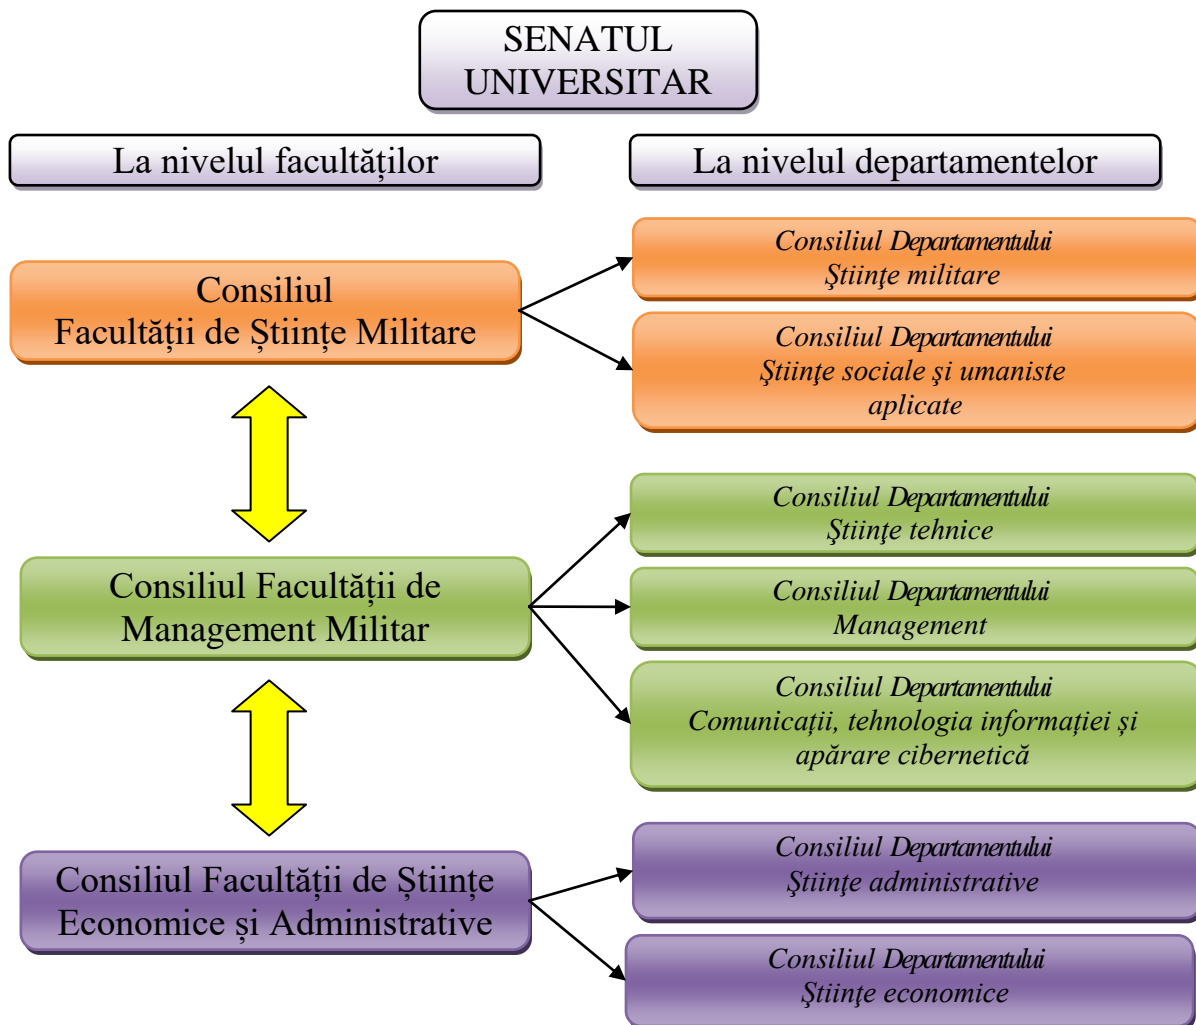 SENATUL
UNIVERSITAR
La nivelul facultăților
La nivelul departamentelor
Consiliul
Facultății de Științe Militare
Consiliul Departamentului
Ştiinţe militare
Consiliul Departamentului
Ştiinţe sociale şi umaniste
aplicate
Consiliul Facultății de
Management Militar
Consiliul Departamentului
Ştiinţe tehnice
Consiliul Departamentului
Management
Consiliul Departamentului
Comunicații, tehnologia informației și
apărare cibernetică
Consiliul Facultății de Științe
Economice și Administrative
Consiliul Departamentului
Ştiinţe administrative
Consiliul Departamentului
Ştiinţe economice